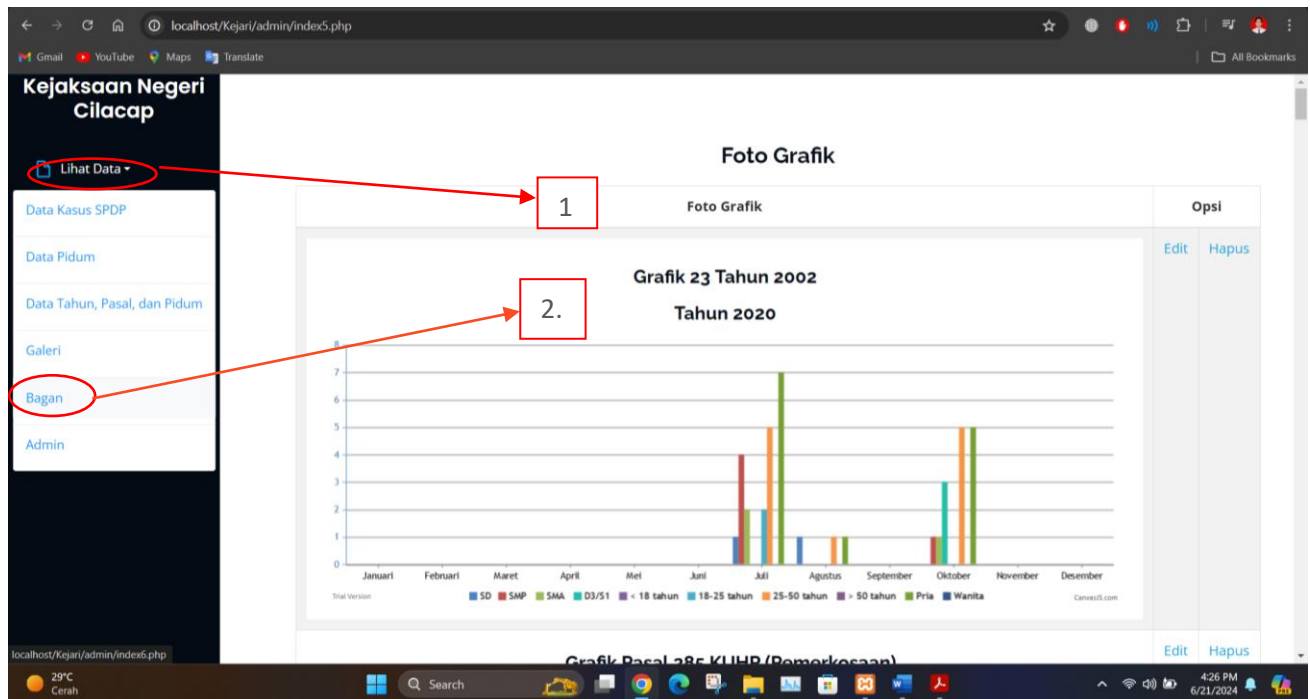 localhost/Kejari/admin/index5.php
Gmail
YouTube
Maps
Translate
All Bookmarks
Kejaksaan Negeri
Cilacap
Lihat Data
Data Kasus SPDP
Data Pidum
Data Tahun, Pasal, dan Pidum
Galeri
Bagan
Admin
Foto Grafik
1
Foto Grafik
Opsi
Edit
Hapus
Grafik 23 Tahun 2002
2.
Tahun 2020
8
7
6
5
4
3
2
1
0
Januari
Februari
Maret
April
Mei
Juni
Juli
Agustus
September
Oktober
November
Desember
Trial Version
SD
SMP
SMA
D3/S1
< 18 tahun
18-25 tahun
25-50 tahun
> 50 tahun
Pria
Wanita
CanvasJS.com
Edit
Hapus
Grafik Pasal 285 KUHP (Pemerkosaan)
localhost/Kejari/admin/index6.php
29°C
Cerah
Search
4:26 PM
6/21/2024